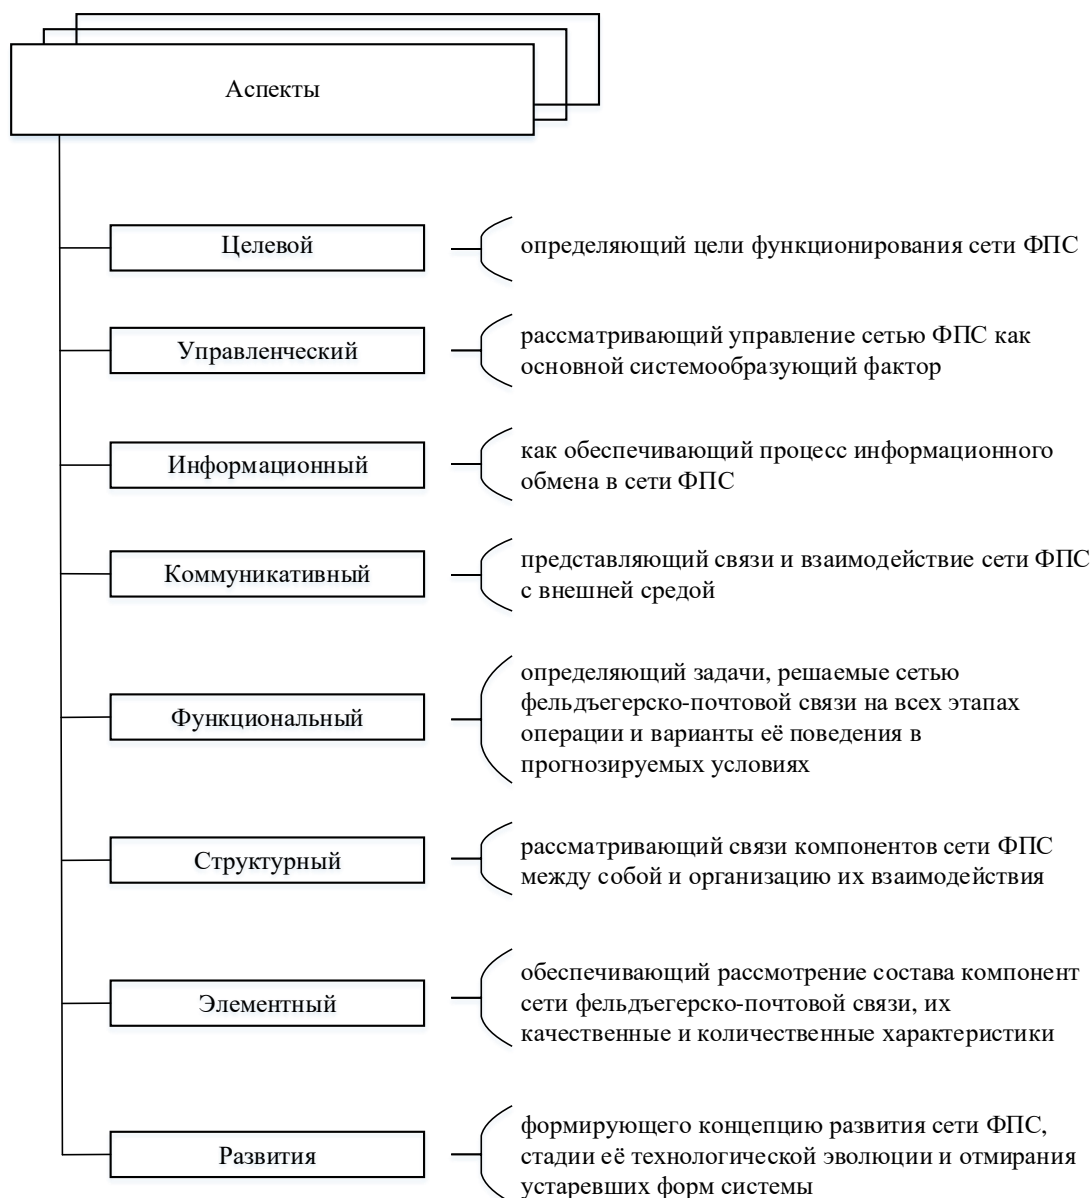 Аспекты
Целевой
определяющий цели функционирования сети ФПС
Управленческий
рассматривающий управление сетью ФПС как
основной системообразующий фактор
Информационный
как обеспечивающий процесс информационного
обмена в сети ФПС
Коммуникативный
представляющий связи и взаимодействие сети ФПС
с внешней средой
Функциональный
определяющий задачи, решаемые сетью
фельдъегерско-почтовой связи на всех этапах
операции и варианты её поведения в
прогнозируемых условиях
Структурный
рассматривающий связи компонентов сети ФПС
между собой и организацию их взаимодействия
Элементный
обеспечивающий рассмотрение состава компонент
сети фельдъегерско-почтовой связи, их
качественные и количественные характеристики
Развития
формирующего концепцию развития сети ФПС,
стадии её технологической эволюции и отмирания
устаревших форм системы